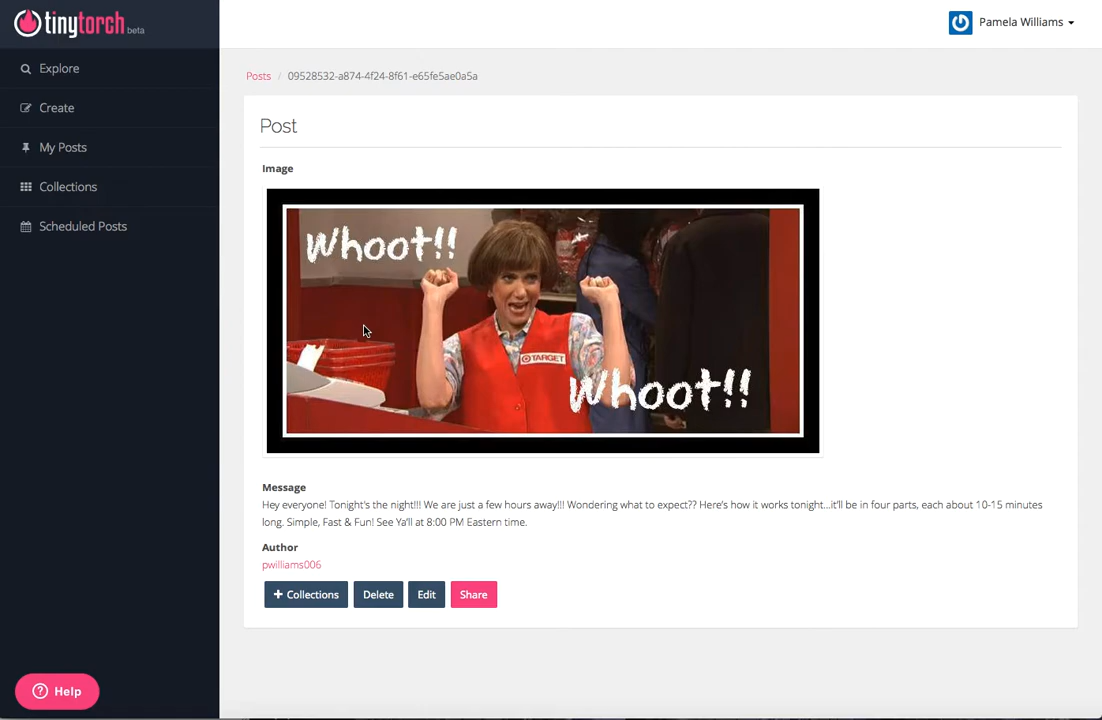 tinytorch beta
Pamela Williams
Explore
Create
My Posts
Collections
Scheduled Posts
Posts / 09528532-a874-4f24-8f61-e65fe5ae0a5a
Post
Image
Whoot!!
TARGET
Whoot!!
Message
Hey everyone! Tonight's the night!!! We are just a few hours away!!! Wondering what to expect?? Here's how it works tonight...it'll be in four parts, each about 10-15 minutes
long. Simple, Fast & Fun! See Ya'll at 8:00 PM Eastern time.
Author
pwilliams006
+ Collections
Delete
Edit
Share
? Help